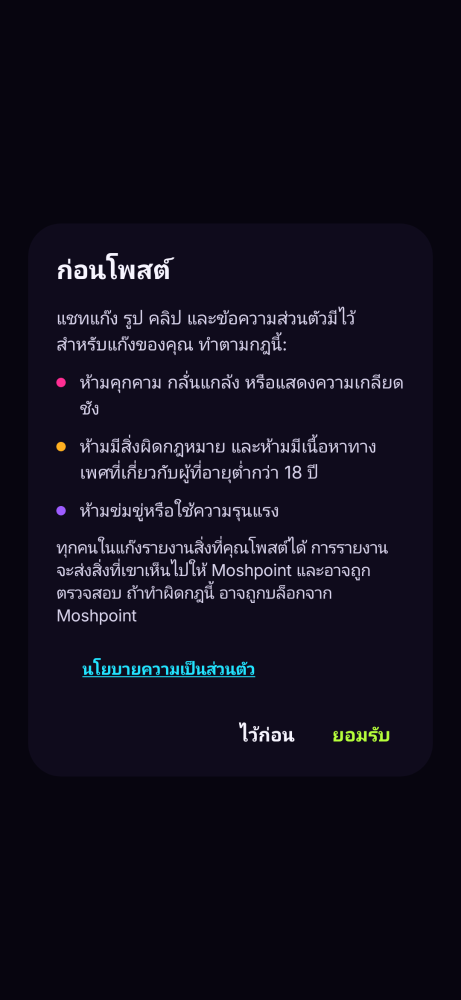 ก่อนโพสต์
แชทแก๊ง รูป คลิป และข้อความส่วนตัวมีไว้
สำหรับแก๊งของคุณ ทำตามกฎนี้:
ห้ามคุกคาม กลั่นแกล้ง หรือแสดงความเกลียด
ชัง
ห้ามมีสิ่งผิดกฎหมาย และห้ามมีเนื้อหาทาง
เพศที่เกี่ยวกับผู้ที่อายุต่ำกว่า 18 ปี
ห้ามข่มขู่หรือใช้ความรุนแรง
ทุกคนในแก๊งรายงานสิ่งที่คุณโพสต์ได้ การรายงาน
จะส่งสิ่งที่เขาเห็นไปให้ Moshpoint และอาจถูก
ตรวจสอบ ถ้าทำผิดกฎนี้ อาจถูกบล็อกจาก
Moshpoint
นโยบายความเป็นส่วนตัว
ไว้ก่อน ยอมรับ